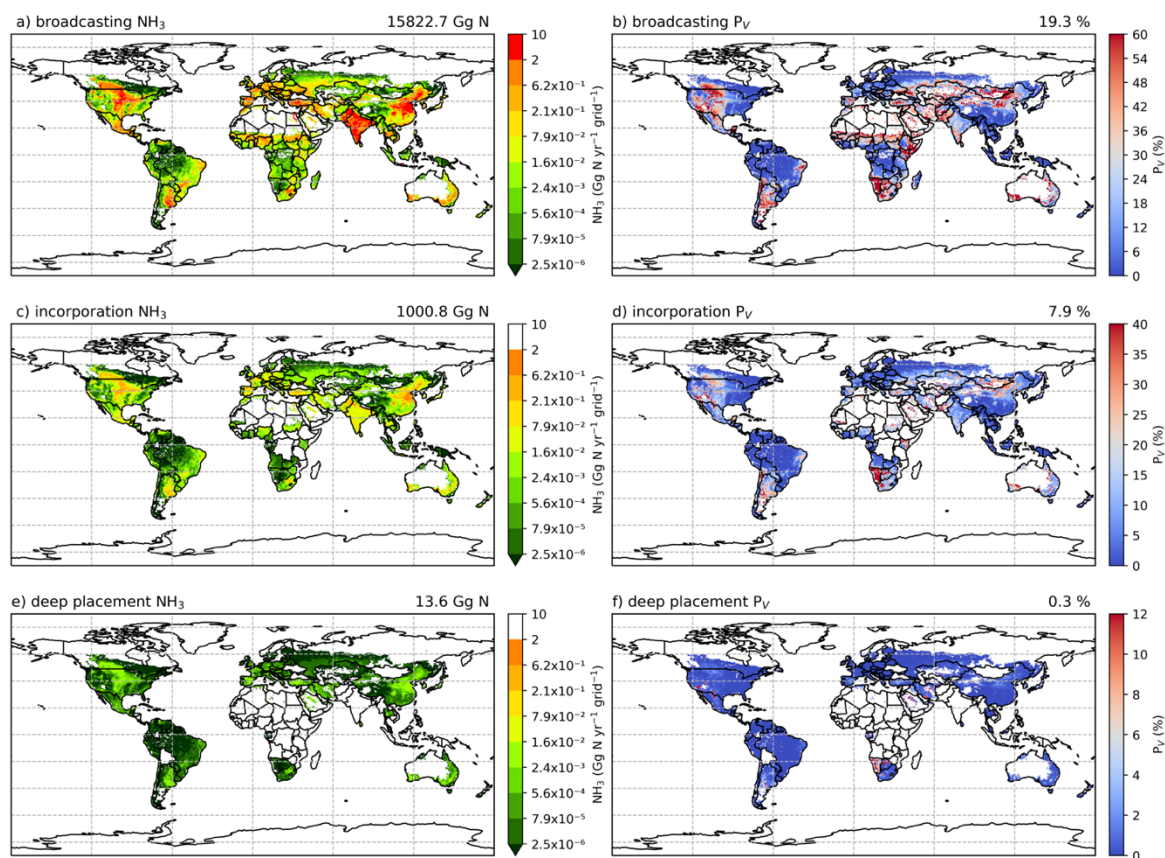 a) broadcasting NH₃ 15822.7 Gg N
10
2
6.2x10⁻¹
2.1x10⁻¹
7.9x10⁻²
1.6x10⁻²
2.4x10⁻³
5.6x10⁻⁴
7.9x10⁻⁵
2.5x10⁻⁶
NH₃ (Gg N yr⁻¹ grid⁻¹)
b) broadcasting P_V 19.3 %
60
54
48
42
36
30
24
18
12
6
0
P_V (%)
c) incorporation NH₃ 1000.8 Gg N
10
2
6.2x10⁻¹
2.1x10⁻¹
7.9x10⁻²
1.6x10⁻²
2.4x10⁻³
5.6x10⁻⁴
7.9x10⁻⁵
2.5x10⁻⁶
NH₃ (Gg N yr⁻¹ grid⁻¹)
d) incorporation P_V 7.9 %
40
35
30
25
20
15
10
5
0
P_V (%)
e) deep placement NH₃ 13.6 Gg N
10
2
6.2x10⁻¹
2.1x10⁻¹
7.9x10⁻²
1.6x10⁻²
2.4x10⁻³
5.6x10⁻⁴
7.9x10⁻⁵
2.5x10⁻⁶
NH₃ (Gg N yr⁻¹ grid⁻¹)
f) deep placement P_V 0.3 %
12
10
8
6
4
2
0
P_V (%)